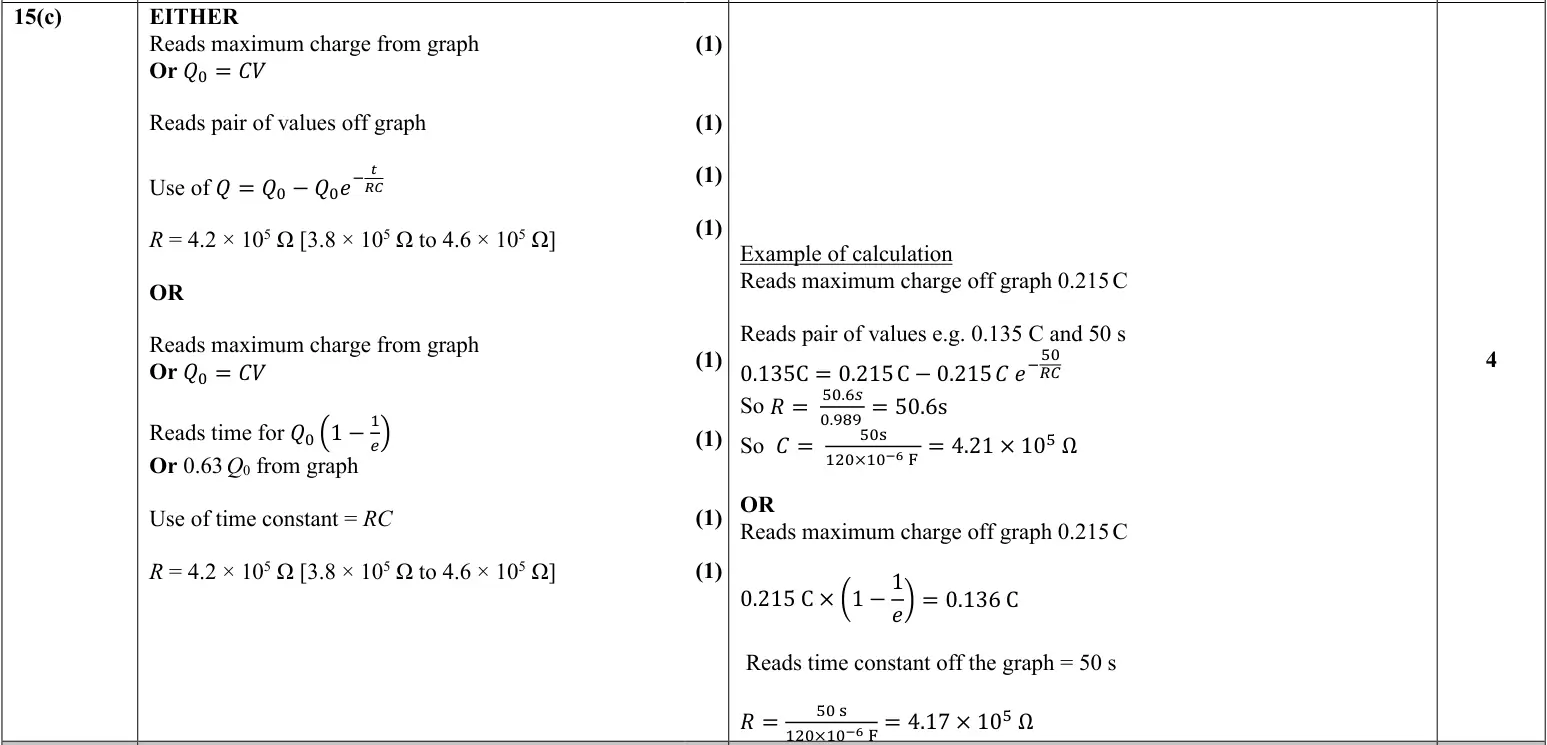 15(c)
EITHER
Reads maximum charge from graph (1)
Or Q₀ = CV
Reads pair of values off graph (1)
Use of Q = Q₀ − Q₀e^(−t/RC) (1)
R = 4.2 × 10⁵ Ω [3.8 × 10⁵ Ω to 4.6 × 10⁵ Ω] (1)
OR
Reads maximum charge from graph (1)
Or Q₀ = CV
Reads time for Q₀ (1 − 1/e) (1)
Or 0.63 Q₀ from graph
Use of time constant = RC (1)
R = 4.2 × 10⁵ Ω [3.8 × 10⁵ Ω to 4.6 × 10⁵ Ω] (1)
Example of calculation
Reads maximum charge off graph 0.215 C
Reads pair of values e.g. 0.135 C and 50 s
0.135C = 0.215 C − 0.215 C e^(−50/RC)
So R = 50.6s/0.989 = 50.6s
So C = 50s/(120×10⁻⁶ F) = 4.21 × 10⁵ Ω
OR
Reads maximum charge off graph 0.215 C
0.215 C × (1 − 1/e) = 0.136 C
Reads time constant off the graph = 50 s
R = 50 s/(120×10⁻⁶ F) = 4.17 × 10⁵ Ω
4